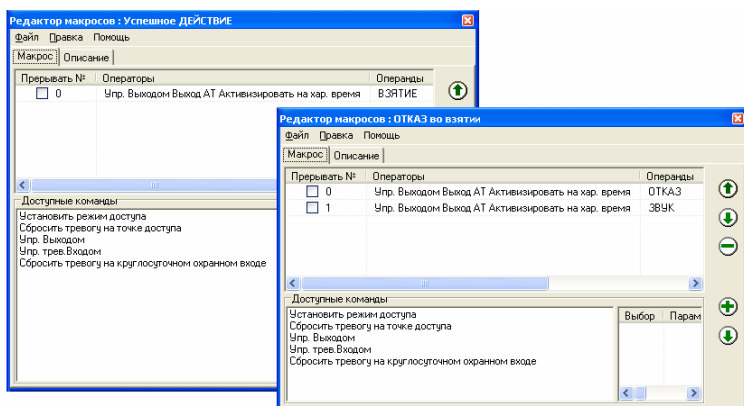 Редактор макросов : Успешное ДЕЙСТВИЕ
Файл Правка Помощь
Макрос Описание
Прерывать № Операторы Операнды
0 Упр. Выходом Выход АТ Активизировать на хар. время ВЗЯТИЕ
Доступные команды
Установить режим доступа
Сбросить тревогу на точке доступа
Упр. Выходом
Упр. трев.Входом
Сбросить тревогу на круглосуточном охранном входе
Редактор макросов : ОТКАЗ во взятии
Файл Правка Помощь
Макрос Описание
Прерывать № Операторы Операнды
0 Упр. Выходом Выход АТ Активизировать на хар. время ОТКАЗ
1 Упр. Выходом Выход АТ Активизировать на хар. время ЗВУК
Доступные команды
Установить режим доступа
Сбросить тревогу на точке доступа
Упр. Выходом
Упр. трев.Входом
Сбросить тревогу на круглосуточном охранном входе
Выбор Парам